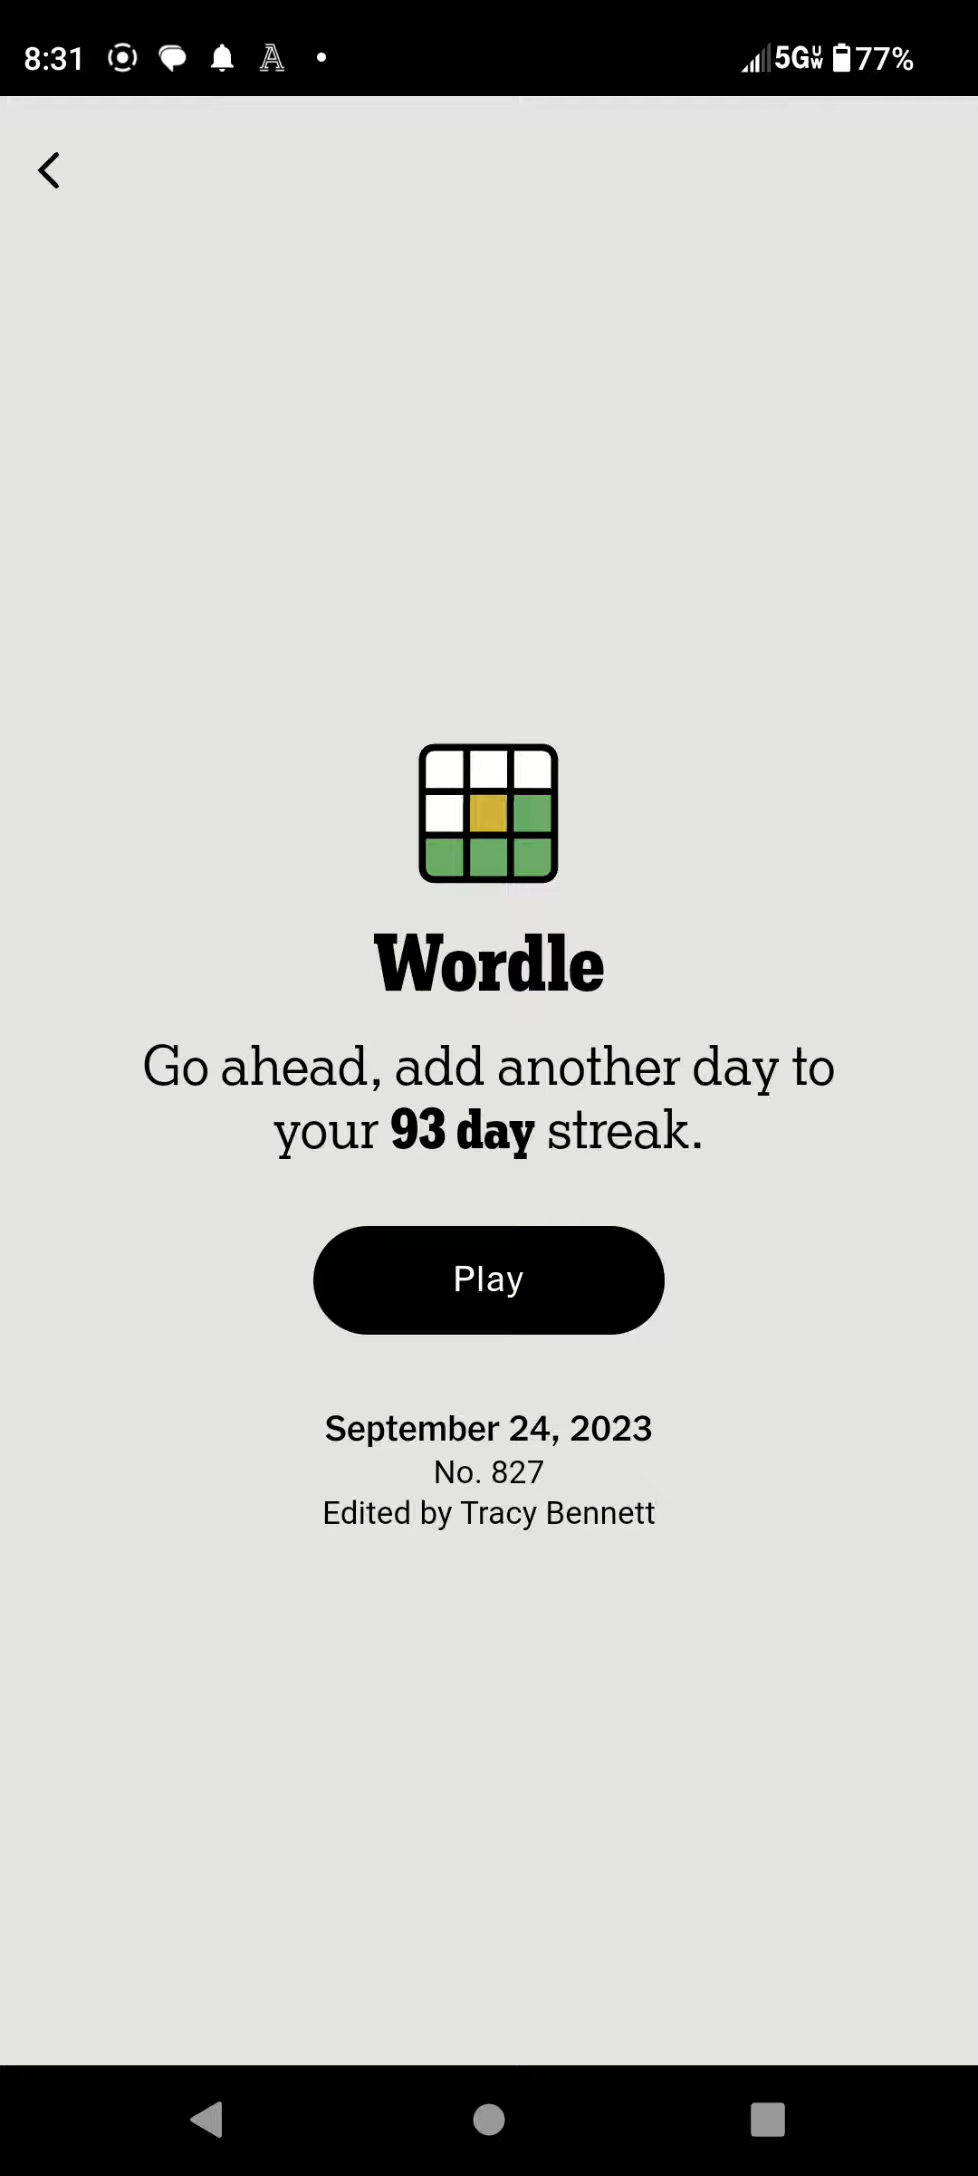 8:31 5G UW 77%
Wordle
Go ahead, add another day to
your 93 day streak.
Play
September 24, 2023
No. 827
Edited by Tracy Bennett